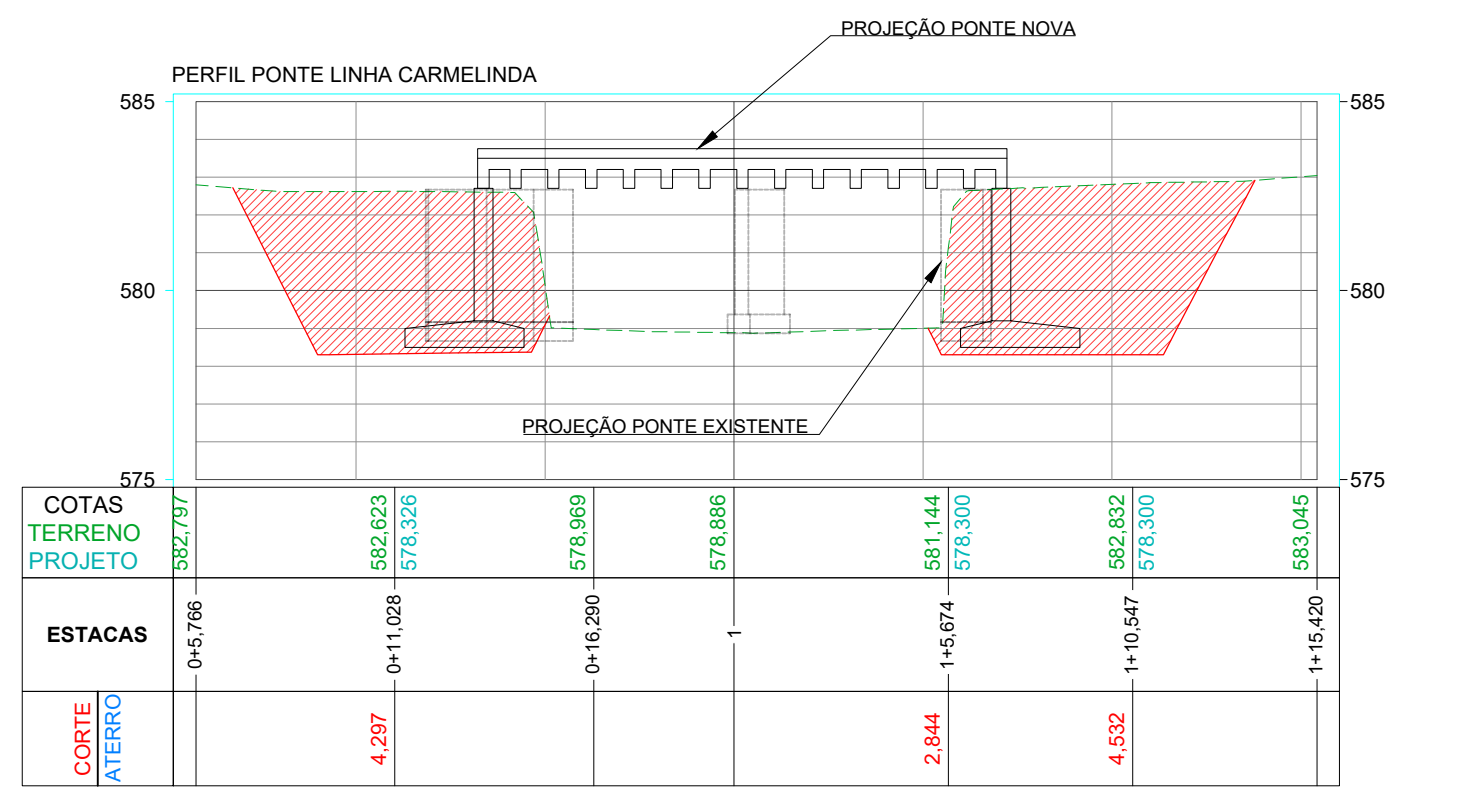 PROJEÇÃO PONTE NOVA
PERFIL PONTE LINHA CARMELINDA
585
585
580
580
PROJEÇÃO PONTE EXISTENTE
575
575
COTAS
TERRENO
PROJETO
582,797
582,623
578,326
578,969
578,886
581,144
578,300
582,832
578,300
583,045
ESTACAS
0+5,766
0+11,028
0+16,290
1
1+5,674
1+10,547
1+15,420
CORTE
ATERRO
4,297
2,844
4,532